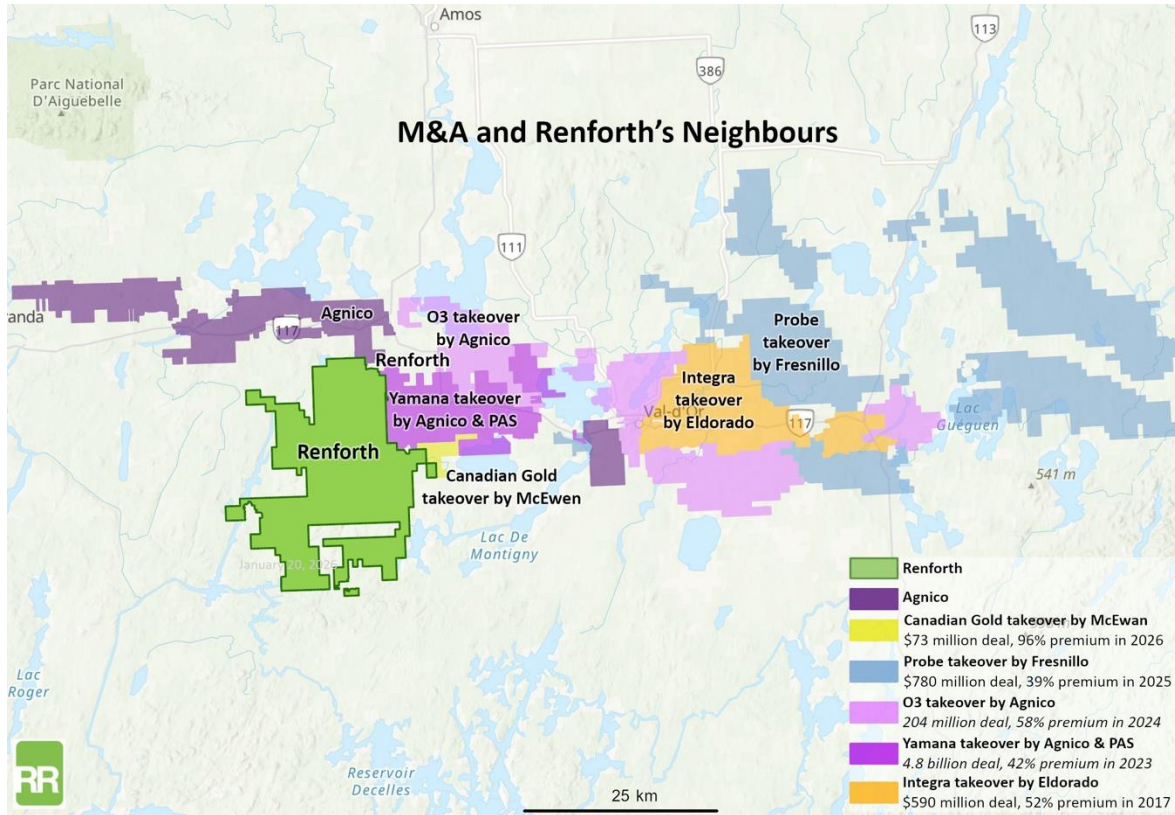 Amos
113
386
Parc National
D'Aiguebelle
M&A and Renforth's Neighbours
111
randa
117
Agnico
O3 takeover
by Agnico
Renforth
Yamana takeover
by Agnico & PAS
Probe
takeover
by Fresnillo
Integra
takeover
by Eldorado
Val-d'Or
117
Lac
Guéguen
Renforth
Canadian Gold
takeover by McEwen
541 m
Lac De
Montigny
January 20, 2026
Renforth
Agnico
Canadian Gold takeover by McEwan
$73 million deal, 96% premium in 2026
Probe takeover by Fresnillo
$780 million deal, 39% premium in 2025
O3 takeover by Agnico
204 million deal, 58% premium in 2024
Yamana takeover by Agnico & PAS
4.8 billion deal, 42% premium in 2023
Integra takeover by Eldorado
$590 million deal, 52% premium in 2017
Lac
Roger
RR
Reservoir
Decelles
25 km